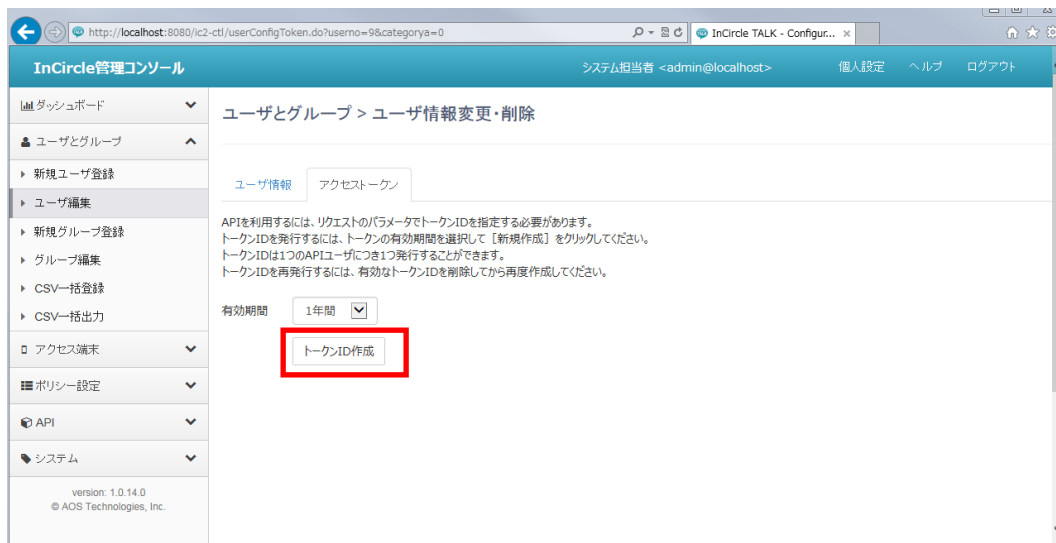 http://localhost:8080/ic2-ctl/userConfigToken.do?userno=9&categorya=0
InCircle TALK - Configur...
InCircle管理コンソール
システム担当者 <admin@localhost>
個人設定
ヘルプ
ログアウト
ダッシュボード
ユーザとグループ
新規ユーザ登録
ユーザ編集
新規グループ登録
グループ編集
CSV一括登録
CSV一括出力
アクセス端末
ポリシー設定
API
システム
version: 1.0.14.0
© AOS Technologies, Inc.
ユーザとグループ > ユーザ情報変更・削除
ユーザ情報
アクセストークン
APIを利用するには、リクエストのパラメータでトークンIDを指定する必要があります。
トークンIDを発行するには、トークンの有効期間を選択して［新規作成］をクリックしてください。
トークンIDは1つのAPIユーザにつき1つ発行することができます。
トークンIDを再発行するには、有効なトークンIDを削除してから再度作成してください。
有効期間
1年間
トークンID作成